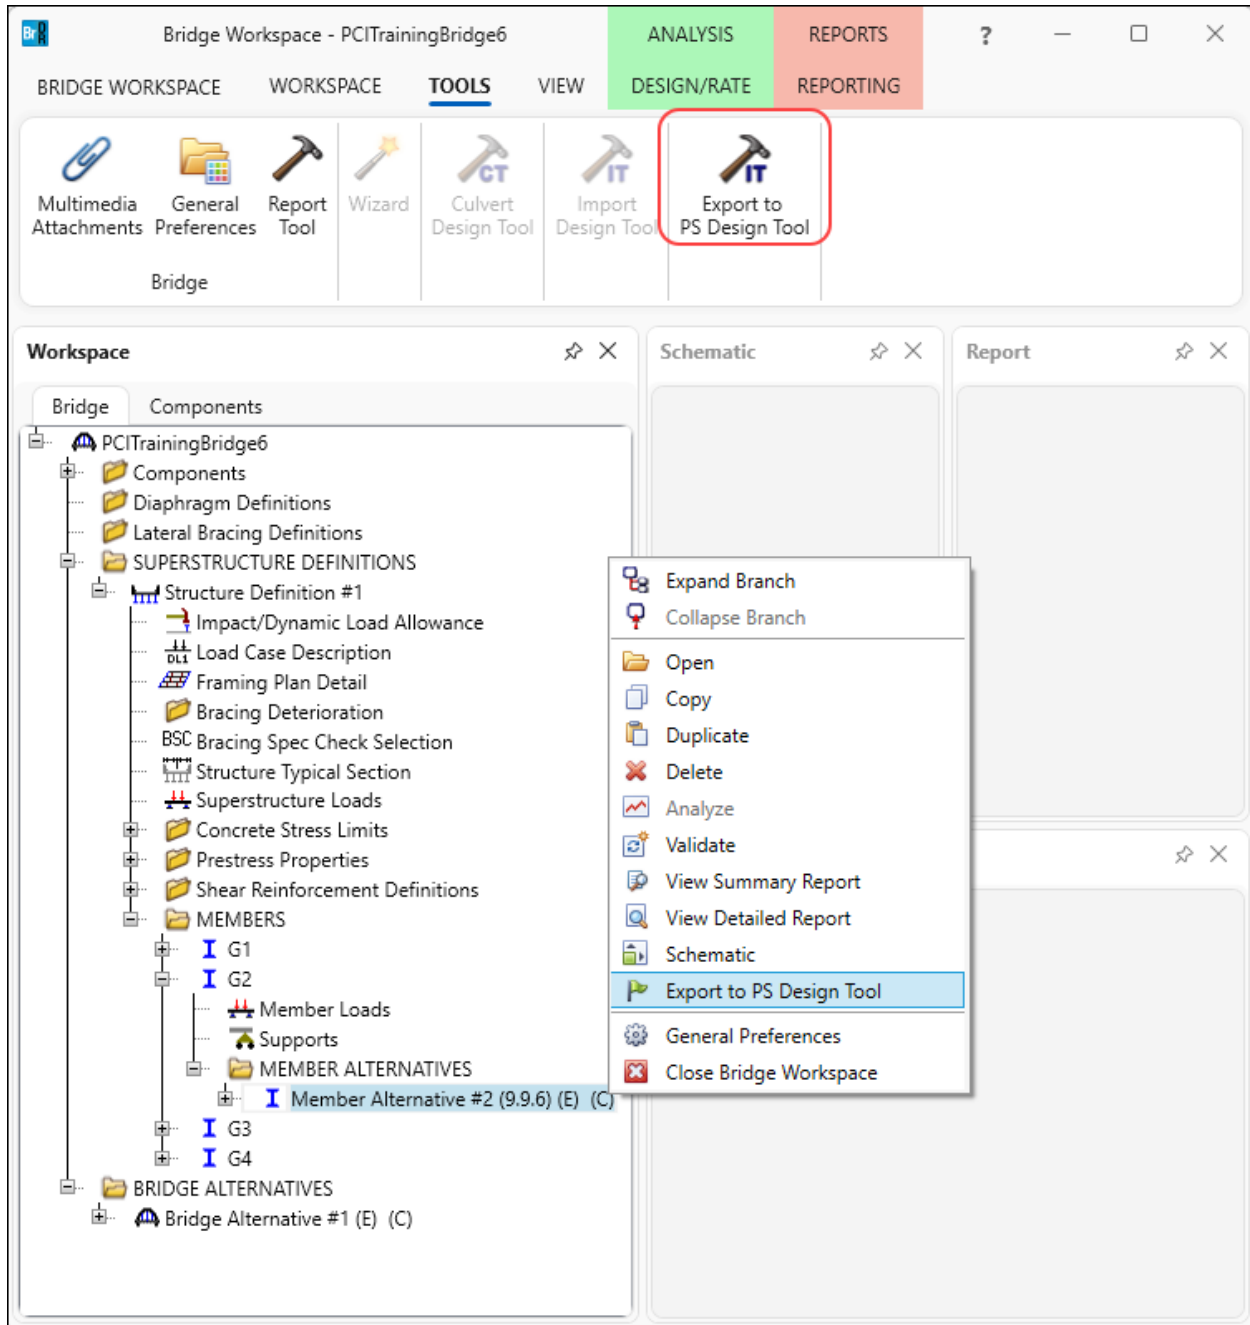 Br DR
Bridge Workspace - PCITrainingBridge6
ANALYSIS
REPORTS
?
BRIDGE WORKSPACE
WORKSPACE
TOOLS
VIEW
DESIGN/RATE
REPORTING
Multimedia
Attachments
General
Preferences
Report
Tool
Wizard
CT
Culvert
Design Tool
IT
Import
Design Tool
IT
Export to
PS Design Tool
Bridge
Workspace
Schematic
Report
Bridge
Components
PCITrainingBridge6
Components
Diaphragm Definitions
Lateral Bracing Definitions
SUPERSTRUCTURE DEFINITIONS
Structure Definition #1
Impact/Dynamic Load Allowance
DL1 Load Case Description
Framing Plan Detail
Bracing Deterioration
BSC Bracing Spec Check Selection
Structure Typical Section
Superstructure Loads
Concrete Stress Limits
Prestress Properties
Shear Reinforcement Definitions
MEMBERS
G1
G2
Member Loads
Supports
MEMBER ALTERNATIVES
Member Alternative #2 (9.9.6) (E) (C)
G3
G4
BRIDGE ALTERNATIVES
Bridge Alternative #1 (E) (C)
Expand Branch
Collapse Branch
Open
Copy
Duplicate
Delete
Analyze
Validate
View Summary Report
View Detailed Report
Schematic
Export to PS Design Tool
General Preferences
Close Bridge Workspace